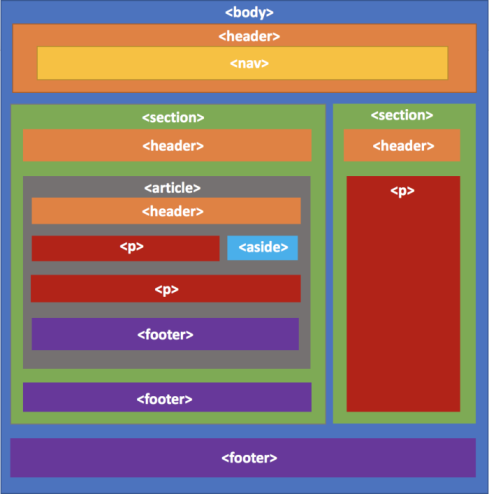 <body>
<header>
<nav>
<section>
<header>
<article>
<header>
<p>
<aside>
<p>
<footer>
<footer>
<section>
<header>
<p>
<footer>